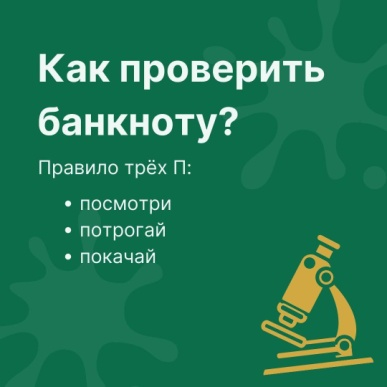 Как проверить
банкноту?
Правило трёх П:
• посмотри
• потрогай
• покачай